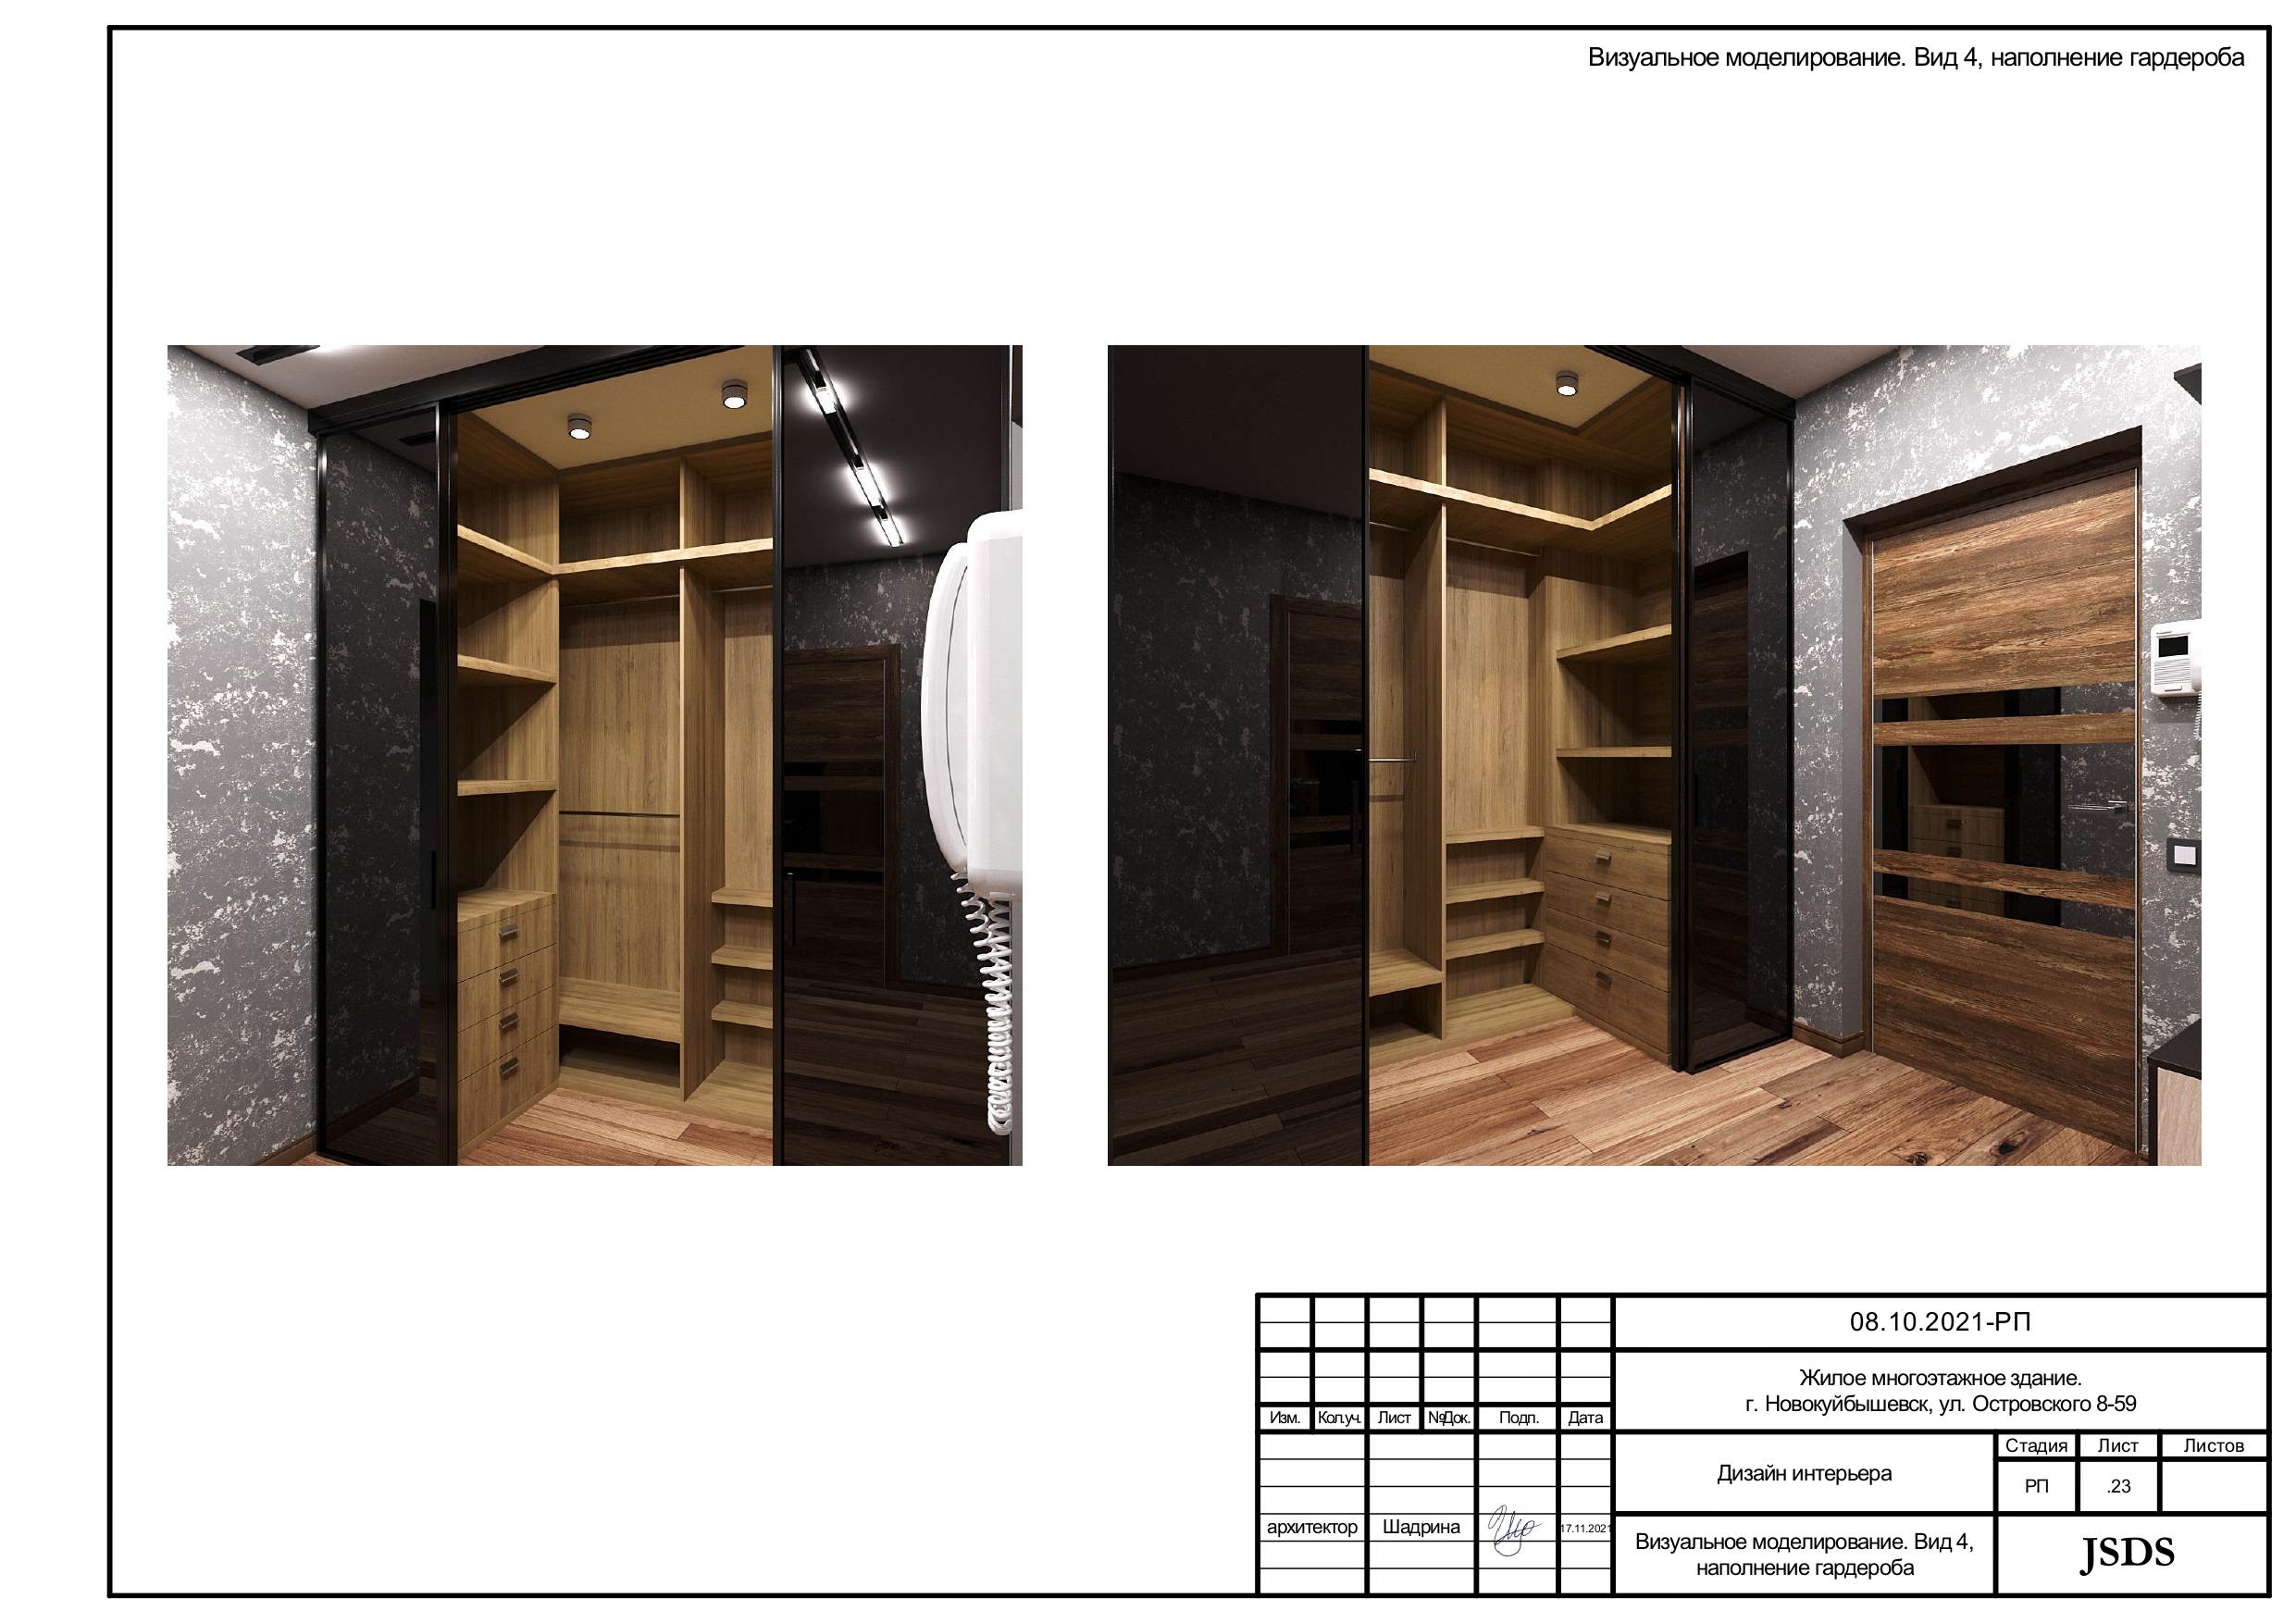 Визуальное моделирование. Вид 4, наполнение гардероба
08.10.2021-РП
Жилое многоэтажное здание.
г. Новокуйбышевск, ул. Островского 8-59
Изм. Кол.уч. Лист №Док. Подп. Дата
Дизайн интерьера
Стадия Лист Листов
РП .23
архитектор Шадрина 17.11.2021
Визуальное моделирование. Вид 4,
наполнение гардероба
JSDS